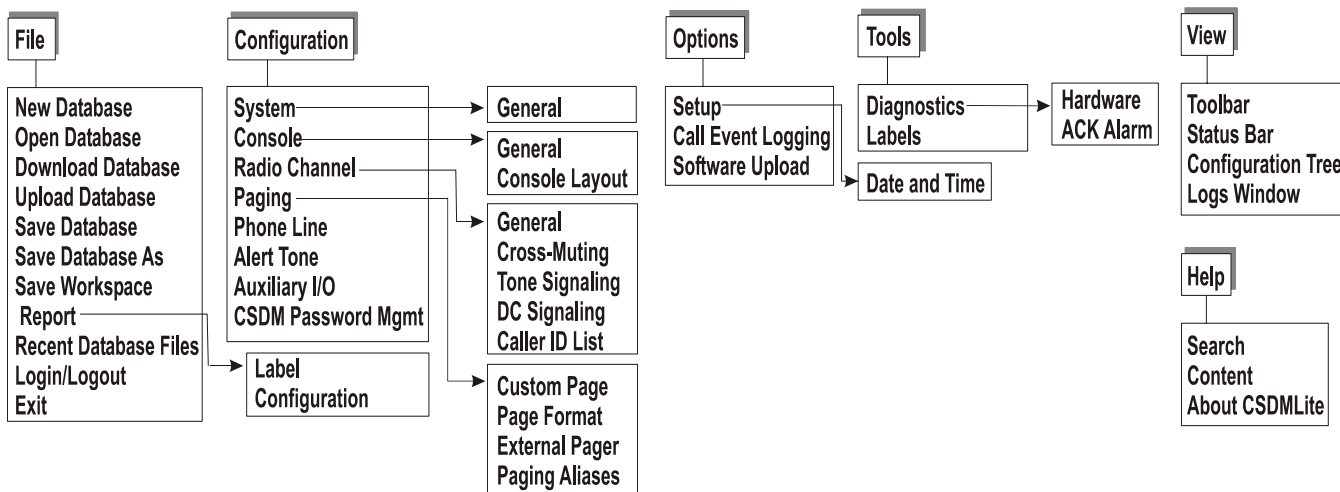 File
New Database
Open Database
Download Database
Upload Database
Save Database
Save Database As
Save Workspace
Report
Recent Database Files
Login/Logout
Exit
Label
Configuration
Configuration
System
Console
Radio Channel
Paging
Phone Line
Alert Tone
Auxiliary I/O
CSDM Password Mgmt
General
General
Console Layout
General
Cross-Muting
Tone Signaling
DC Signaling
Caller ID List
Custom Page
Page Format
External Pager
Paging Aliases
Options
Setup
Call Event Logging
Software Upload
Date and Time
Tools
Diagnostics
Labels
Hardware
ACK Alarm
View
Toolbar
Status Bar
Configuration Tree
Logs Window
Help
Search
Content
About CSDMLite